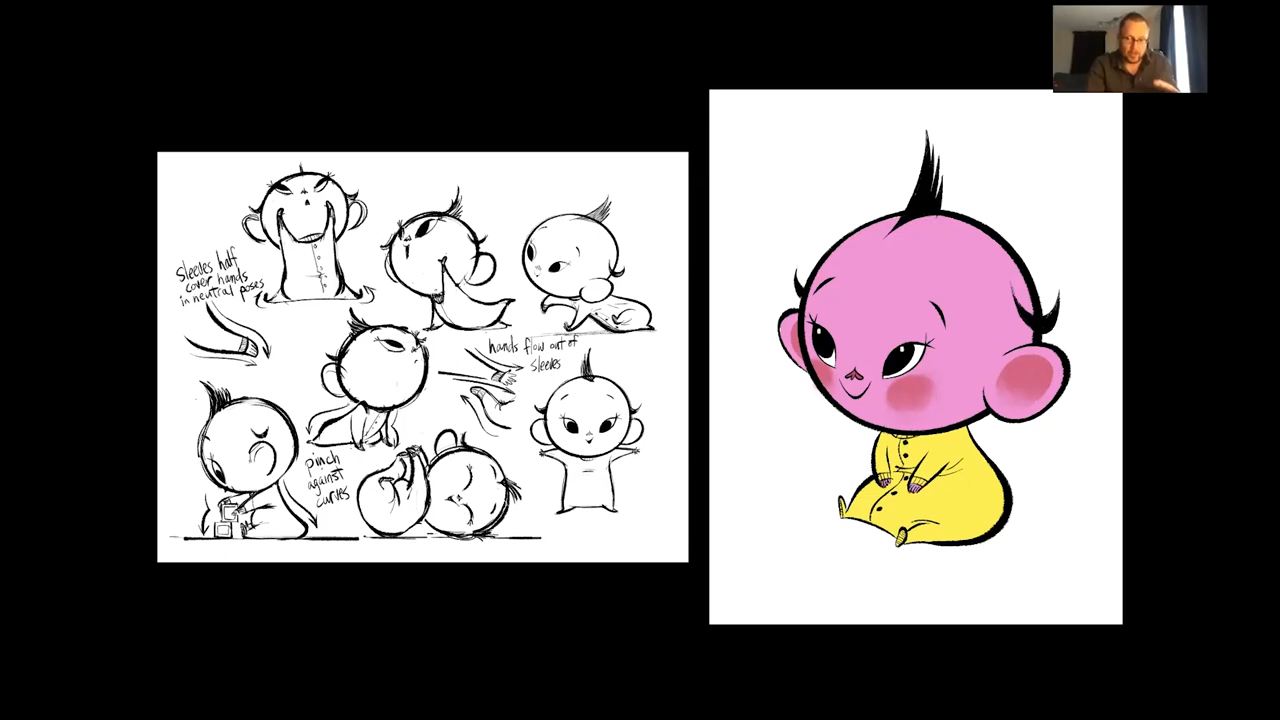 sleeves half
cover hands
in neutral poses
hands flow out of
sleeves
pinch
against
curves